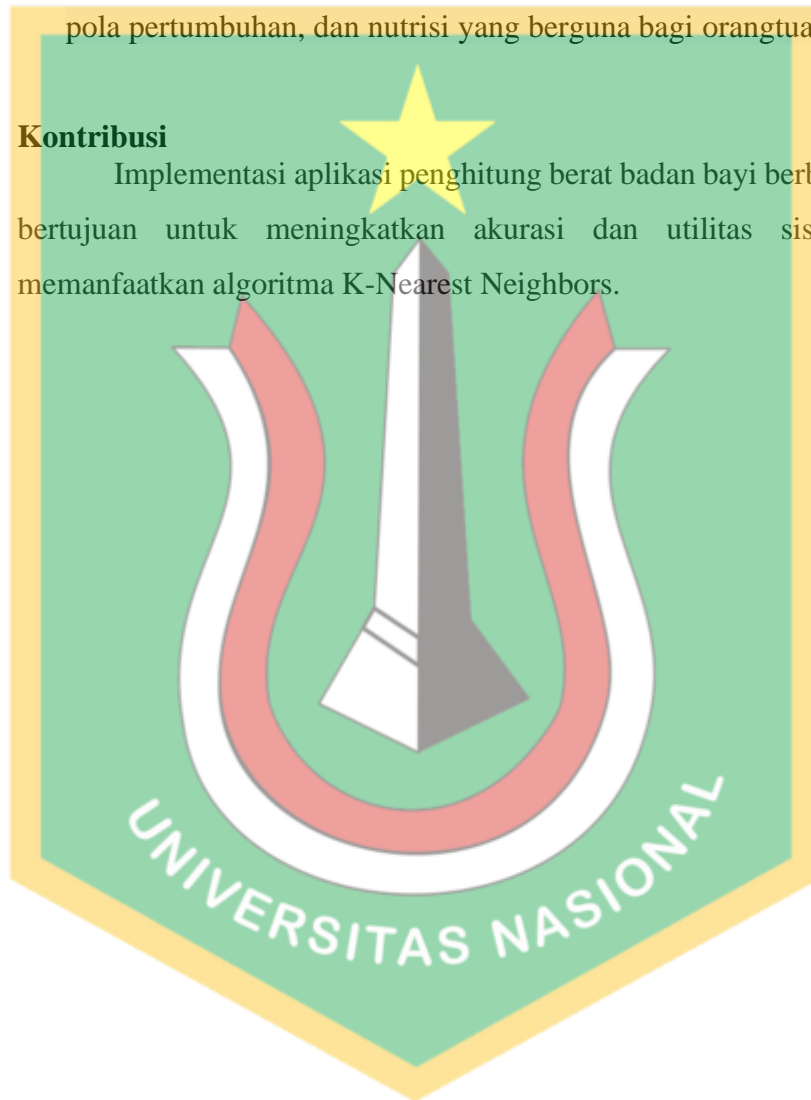 pola pertumbuhan, dan nutrisi yang berguna bagi orangtua
Kontribusi
Implementasi aplikasi penghitung berat badan bayi
bertujuan untuk meningkatkan akurasi dan utilitas
memanfaatkan algoritma K-Nearest Neighbors.
UNIVERSITAS NASIONAL